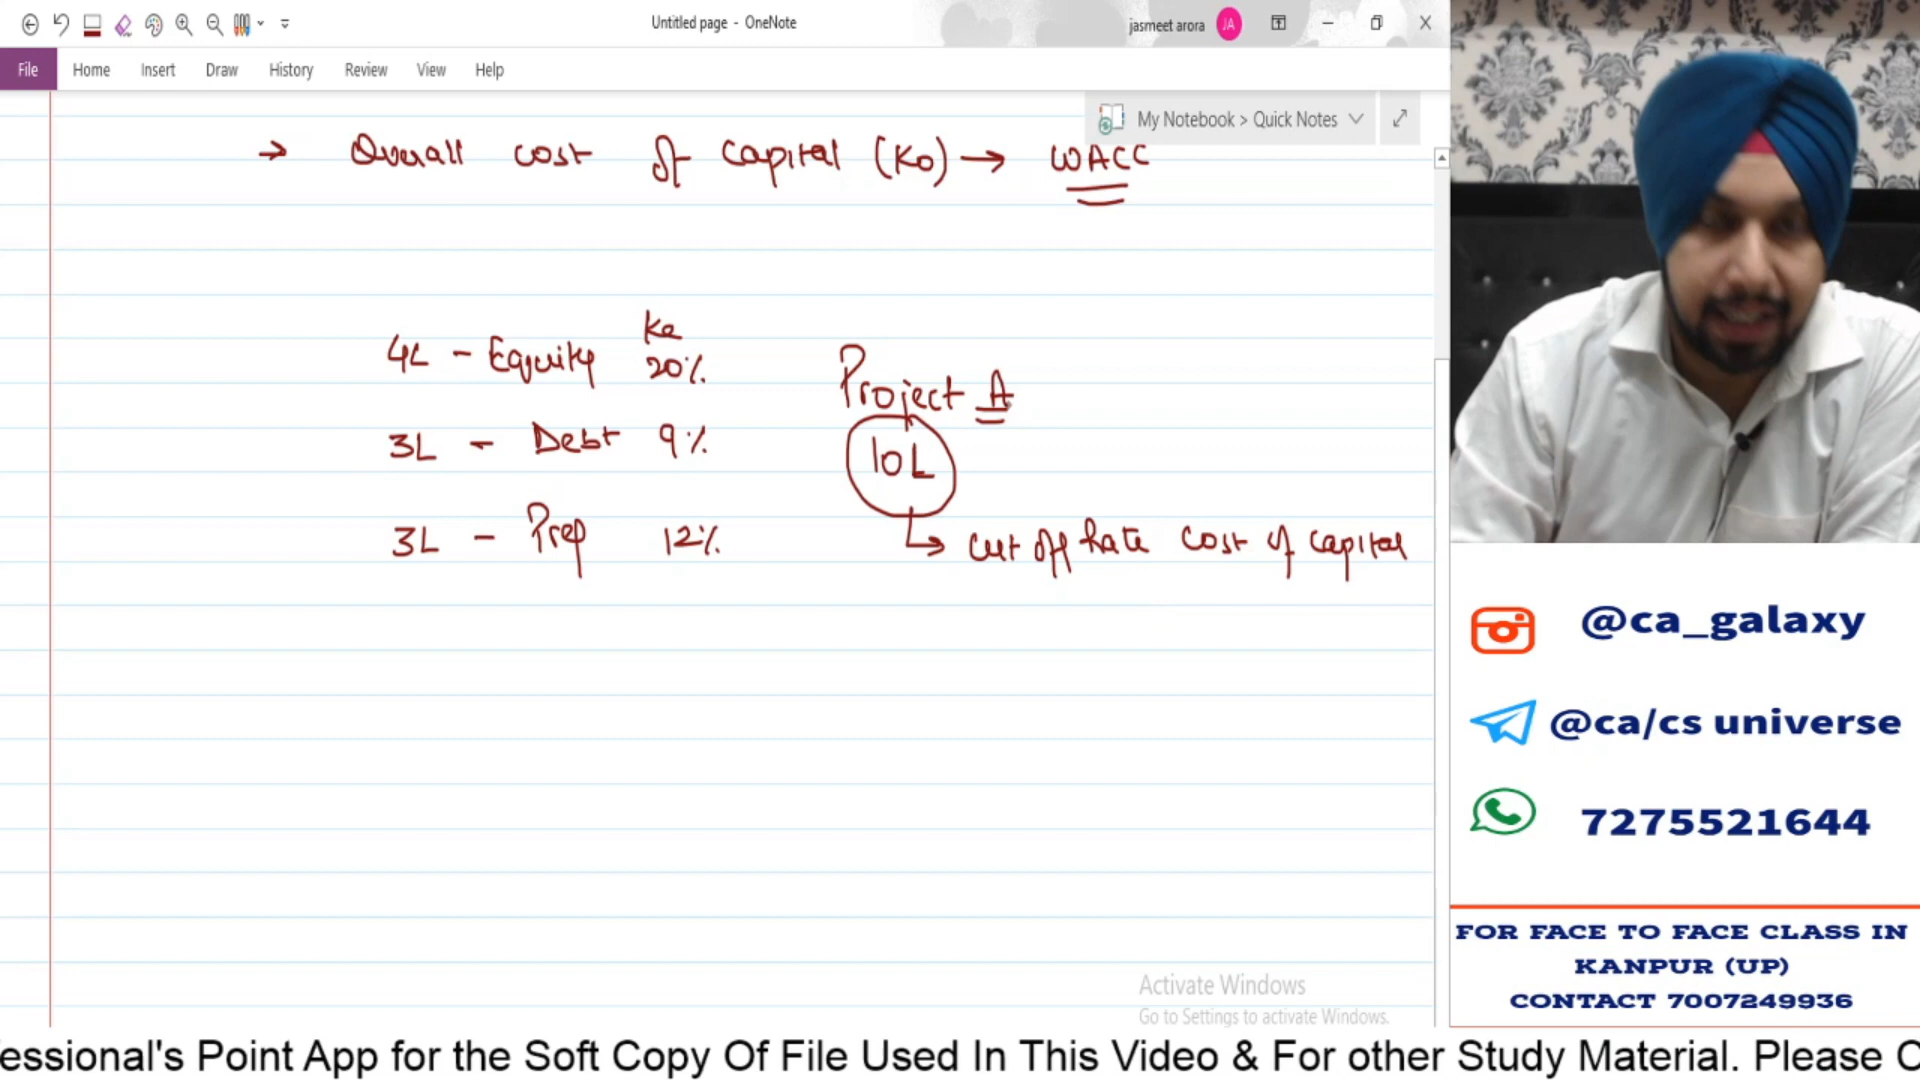 Untitled page - OneNote
jasmeet arora JA
File Home Insert Draw History Review View Help
My Notebook > Quick Notes
→ Overall cost of capital (Ko) → WACC
Ke
4L - Equity 20%
Project A
3L - Debt 9%
10L
3L - Pref 12%
cut off Rate cost of capital
@ca_galaxy
@ca/cs universe
7275521644
FOR FACE TO FACE CLASS IN
KANPUR (UP)
CONTACT 7007249936
Activate Windows
Go to Settings to activate Windows.
essional's Point App for the Soft Copy Of File Used In This Video & For other Study Material. Please C